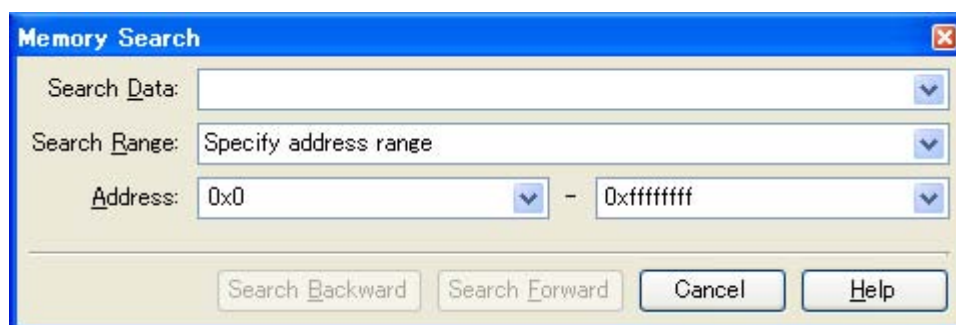 Memory Search
Search Data:
Search Range: Specify address range
Address: 0x0 - 0xffffffff
Search Backward Search Forward Cancel Help